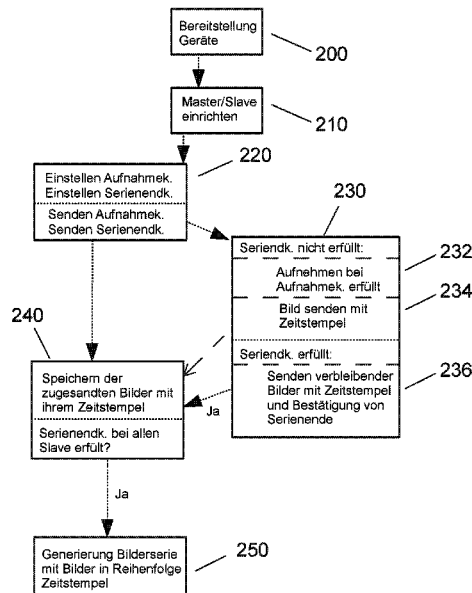 Bereitstellung
Geräte
200
Master/Slave
einrichten
210
220
Einstellen Aufnahmek.
Einstellen Serienendk.
Senden Aufnahmek.
Senden Serienendk.
230
Seriendk. nicht erfüllt:
232
Aufnehmen bei
Aufnahmek. erfüllt
234
Bild senden mit
Zeitstempel
Seriendk. erfüllt:
236
Senden verbleibender
Bilder mit Zeitstempel
und Bestätigung von
Serienende
240
Speichern der
zugesandten Bilder mit
ihrem Zeitstempel
Ja
Serienendk. bei allen
Slave erfült?
Ja
250
Generierung Bilderserie
mit Bilder in Reihenfolge
Zeitstempel